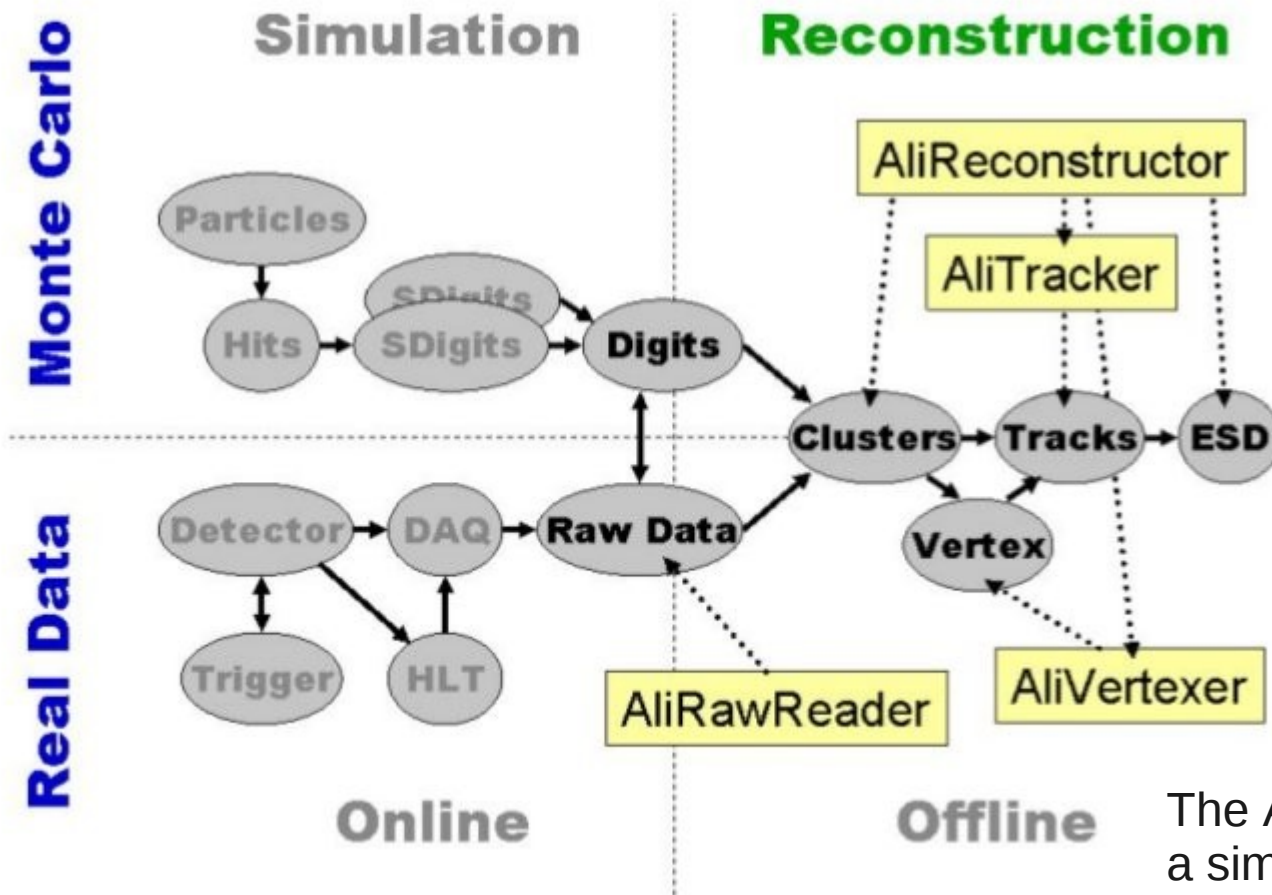 Simulation
Reconstruction
Monte Carlo
AliReconstructor
Particles
AliTracker
SDigits
Hits
SDigits
Digits
Clusters
Tracks
ESD
Detector
DAQ
Raw Data
Vertex
Real Data
Trigger
HLT
AliRawReader
AliVertexer
Online
Offline
The
a